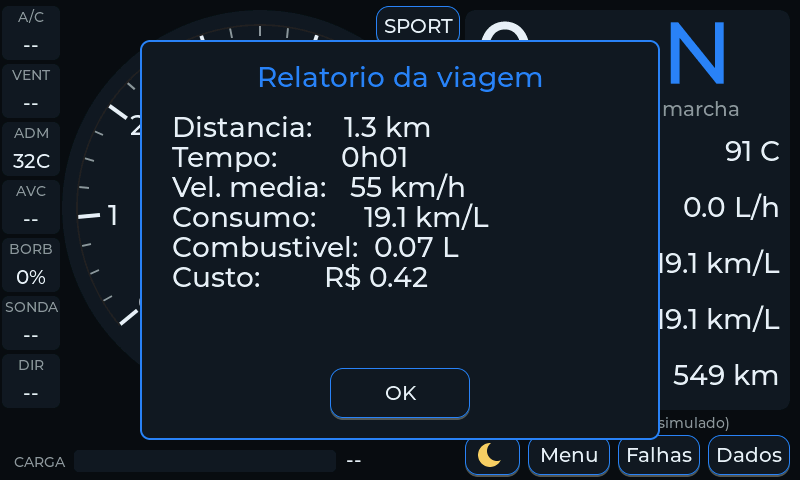 A/C
--
VENT
--
ADM
32C
AVC
--
BORB
0%
SONDA
--
DIR
--
SPORT
N
marcha
1
Relatorio da viagem
Distancia: 1.3 km
Tempo: 0h01
Vel. media: 55 km/h
Consumo: 19.1 km/L
Combustivel: 0.07 L
Custo: R$ 0.42
OK
91 C
0.0 L/h
19.1 km/L
19.1 km/L
549 km
simulado)
CARGA --
Menu
Falhas
Dados